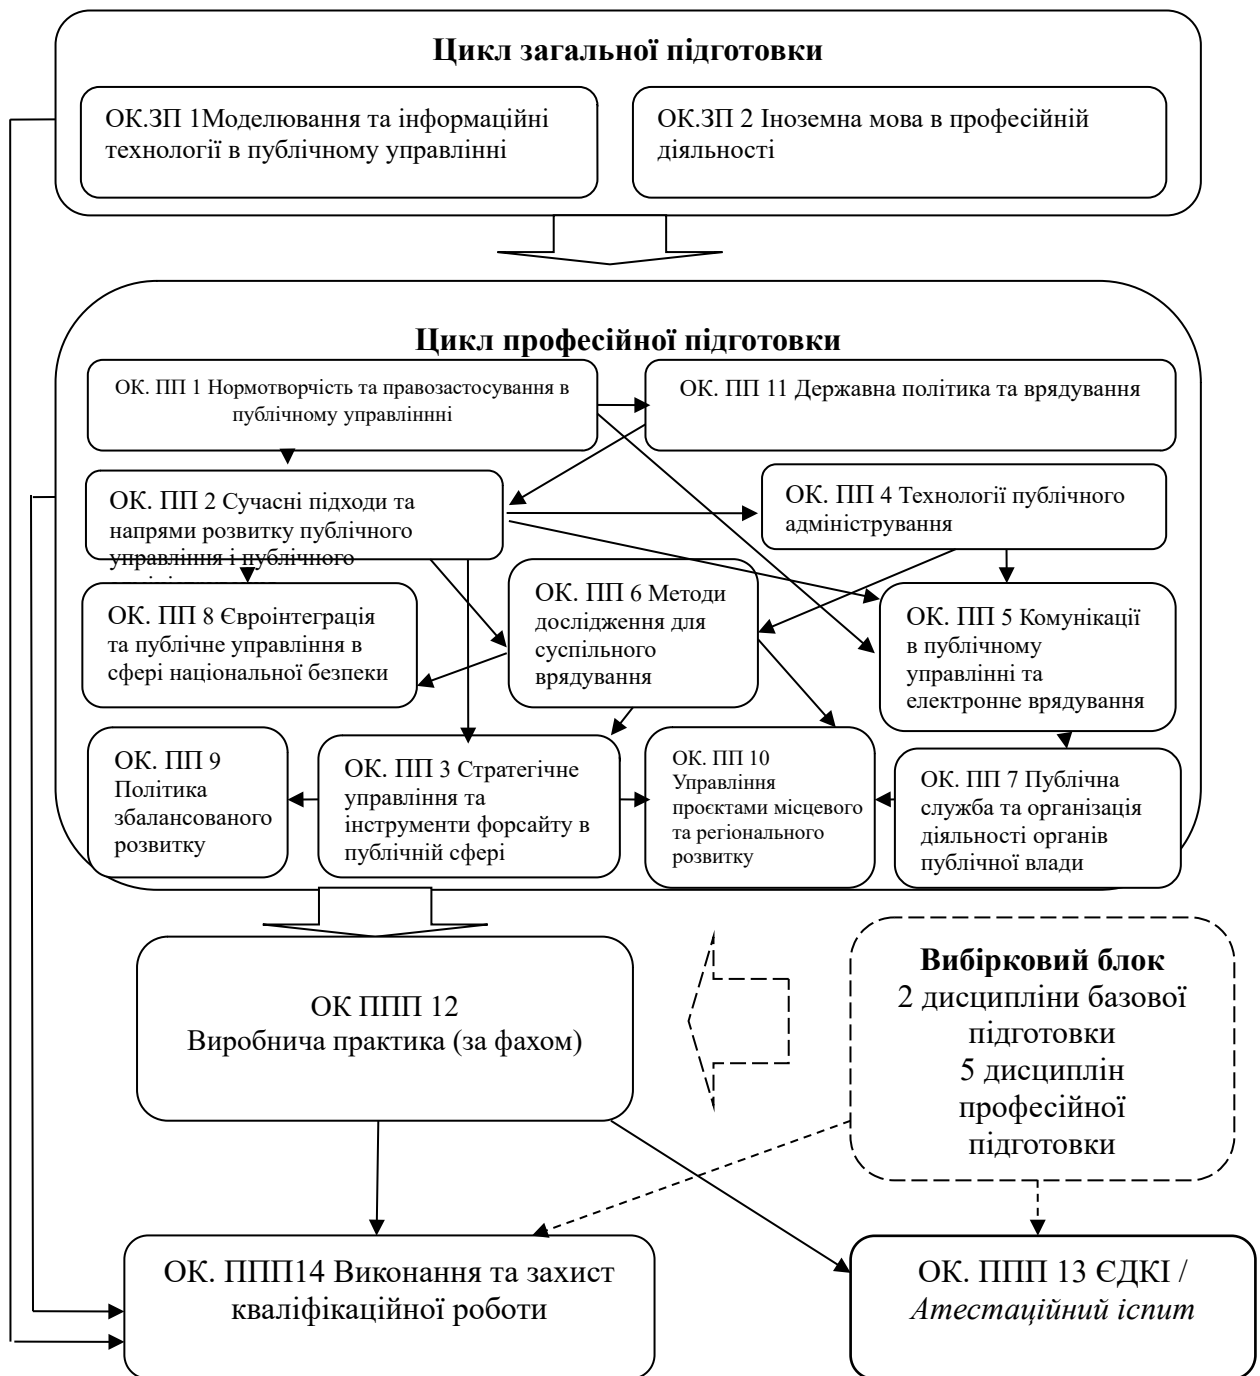 Цикл загальної підготовки
ОК.ЗП 1Моделювання та інформаційні
технології в публічному управлінні
ОК.ЗП 2 Іноземна мова в професійній
діяльності
Цикл професійної підготовки
ОК. ПП 1 Нормотворчість та правозастосування в
публічному управліннні
ОК. ПП 11 Державна політика та врядування
ОК. ПП 2 Сучасні підходи та
напрями розвитку публічного
управління і публічного
ОК. ПП 4 Технології публічного
адміністрування
ОК. ПП 8 Євроінтеграція
та публічне управління в
сфері національної безпеки
ОК. ПП 6 Методи
дослідження для
суспільного
врядування
ОК. ПП 5 Комунікації
в публічному
управлінні та
електронне врядування
ОК. ПП 9
Політика
збалансованого
розвитку
ОК. ПП 3 Стратегічне
управління та
інструменти форсайту в
публічній сфері
ОК. ПП 10
Управління
проєктами місцевого
та регіонального
розвитку
ОК. ПП 7 Публічна
служба та організація
діяльності органів
публічної влади
ОК ППП 12
Виробнича практика (за фахом)
Вибірковий блок
2 дисципліни базової
підготовки
5 дисциплін
професійної
підготовки
ОК. ППП14 Виконання та захист
кваліфікаційної роботи
ОК. ППП 13 ЄДКІ /
Атестаційний іспит